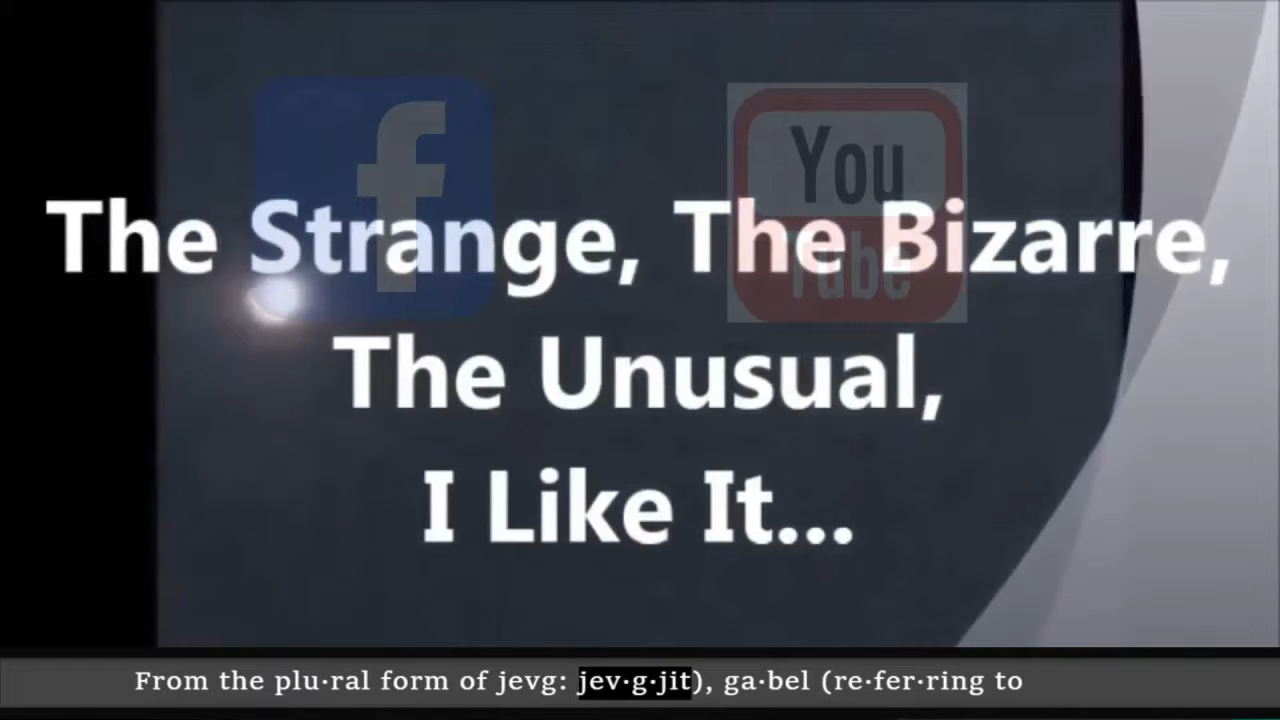 You
Tube
The Strange, The Bizarre,
The Unusual,
I Like It...
From the plu·ral form of jevg: jev·g·jit), ga·bel (re·fer·ring to